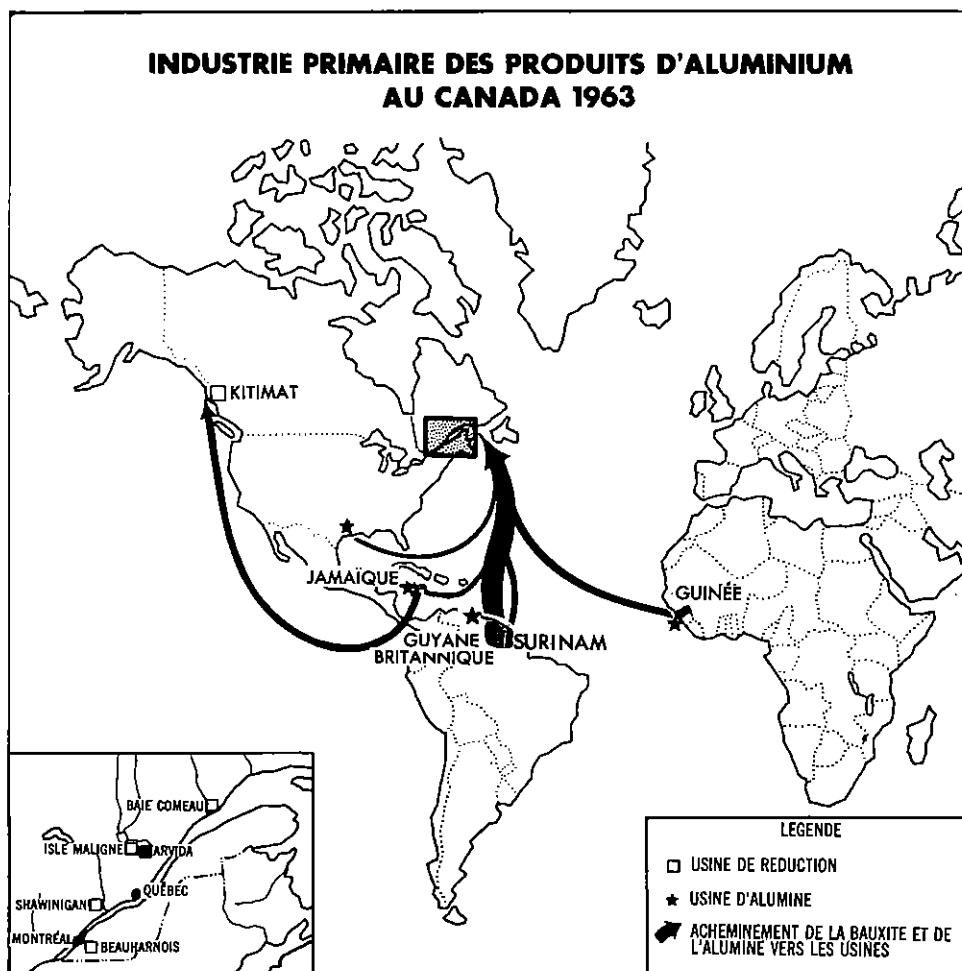 INDUSTRIE PRIMAIRE DES PRODUITS D'ALUMINIUM
AU CANADA 1963
KITIMAT
JAMAÏQUE
GUINÉE
GUYANE
BRITANNIQUE
SURINAM
BAIE COMEAU
ISLE MALIGNE
ARVIDA
QUÉBEC
SHAWINIGAN
MONTRÉAL
BEAUHARNOIS
LEGENDE
USINE DE REDUCTION
USINE D'ALUMINE
ACHEMINEMENT DE LA BAUXITE ET DE
L'ALUMINE VERS LES USINES